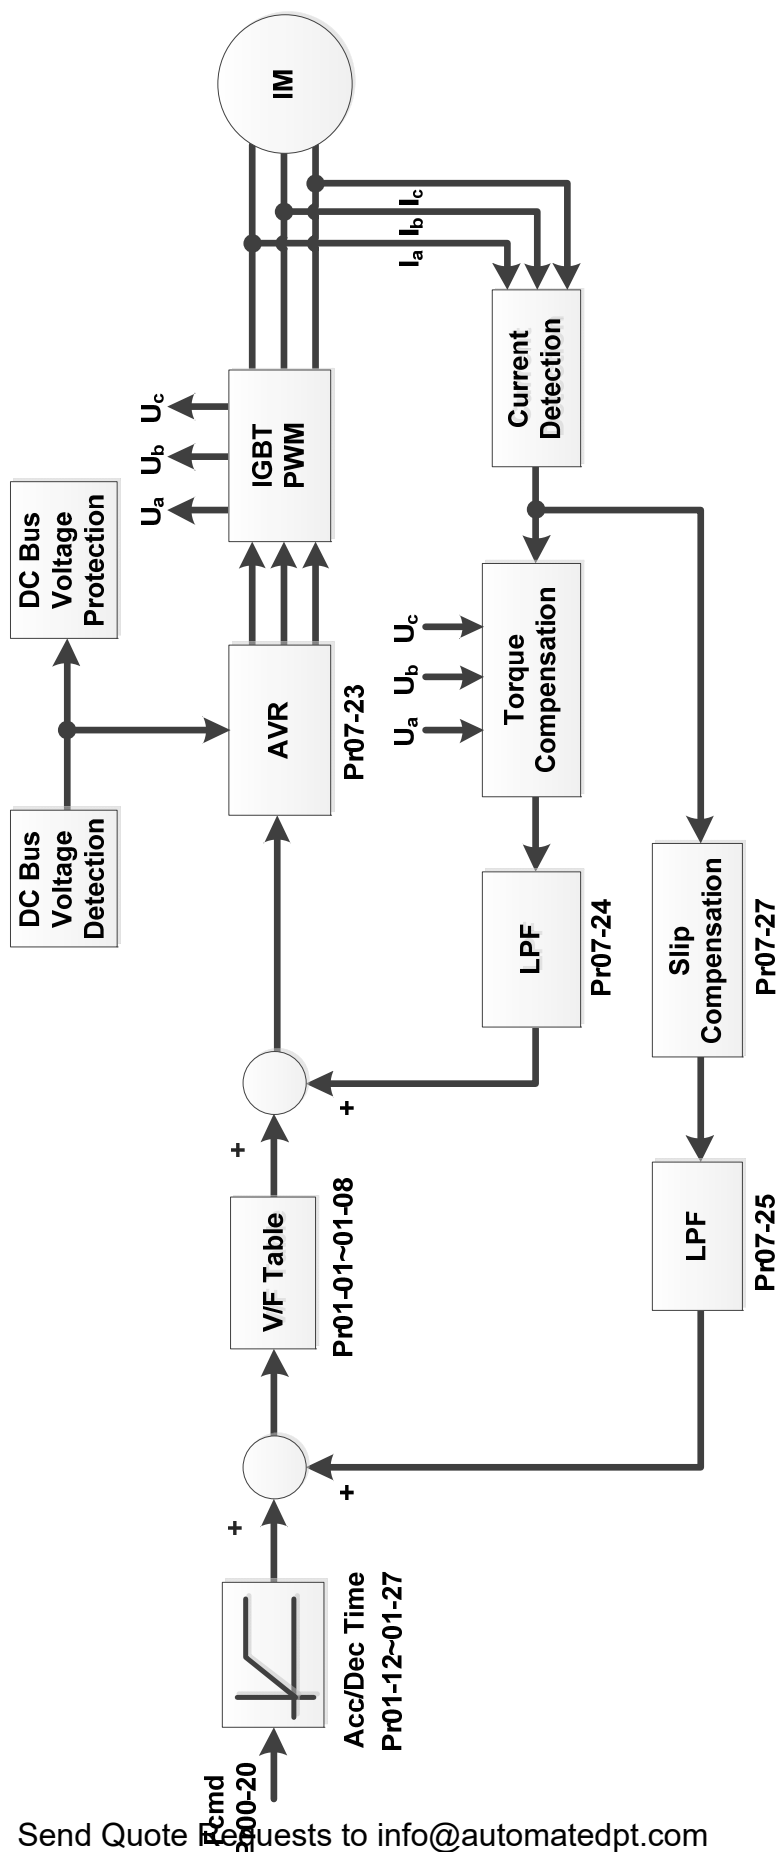 IM
Ia
Ib
Ic
Ua
Ub
Uc
IGBT
PWM
DC Bus
Voltage
Protection
DC Bus
Voltage
Detection
AVR
Pr07-23
Current
Detection
Ua
Ub
Uc
Torque
Compensation
LPF
Pr07-24
Slip
Compensation
Pr07-27
LPF
Pr07-25
+
+
V/F Table
Pr01-01~01-08
+
+
Acc/Dec Time
Pr01-12~01-27
Fcmd
Pr00-20
Send Quote Requests to info@automatedpt.com